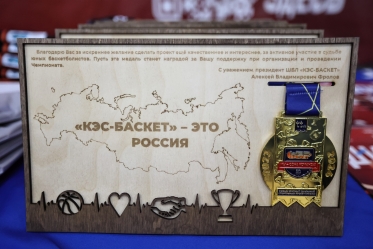 Благодарю Вас за искреннее желание сделать проект ещё качественнее и интереснее, за активное участие в судьбе
юных баскетболистов. Пусть эта медаль станет наградой за Вашу поддержку при организации и проведении
Чемпионата.
С уважением, президент ШБЛ «КЭС-БАСКЕТ»
Алексей Владимирович Фролов
«КЭС-БАСКЕТ» – ЭТО
РОССИЯ